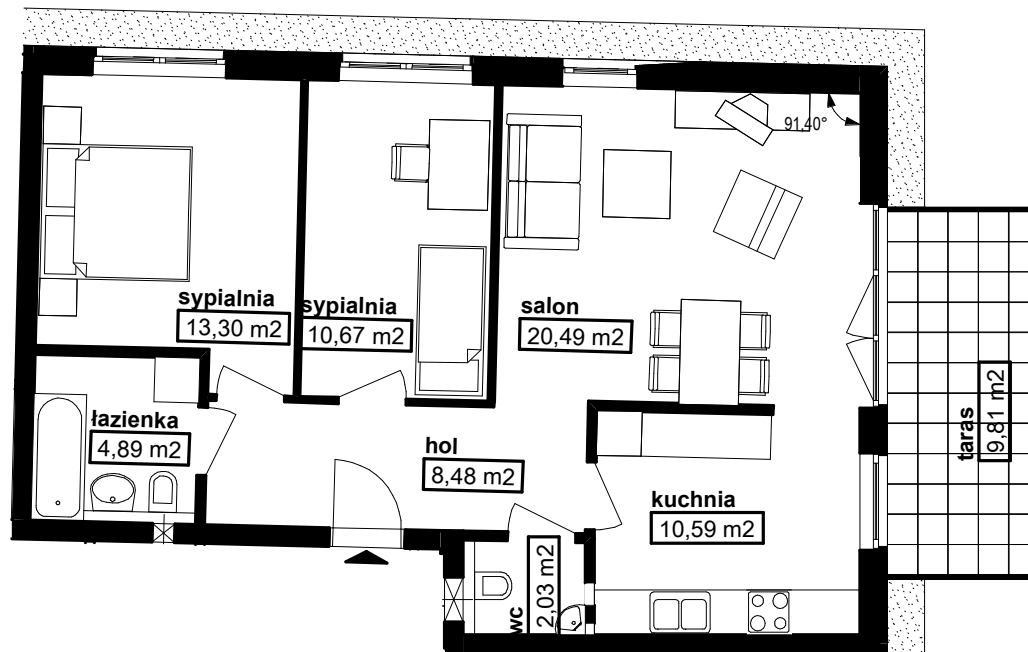 91,40°
sypialnia
13,30 m2
sypialnia
10,67 m2
salon
20,49 m2
taras
9,81 m2
łazienka
4,89 m2
hol
8,48 m2
kuchnia
10,59 m2
wc
2,03 m2